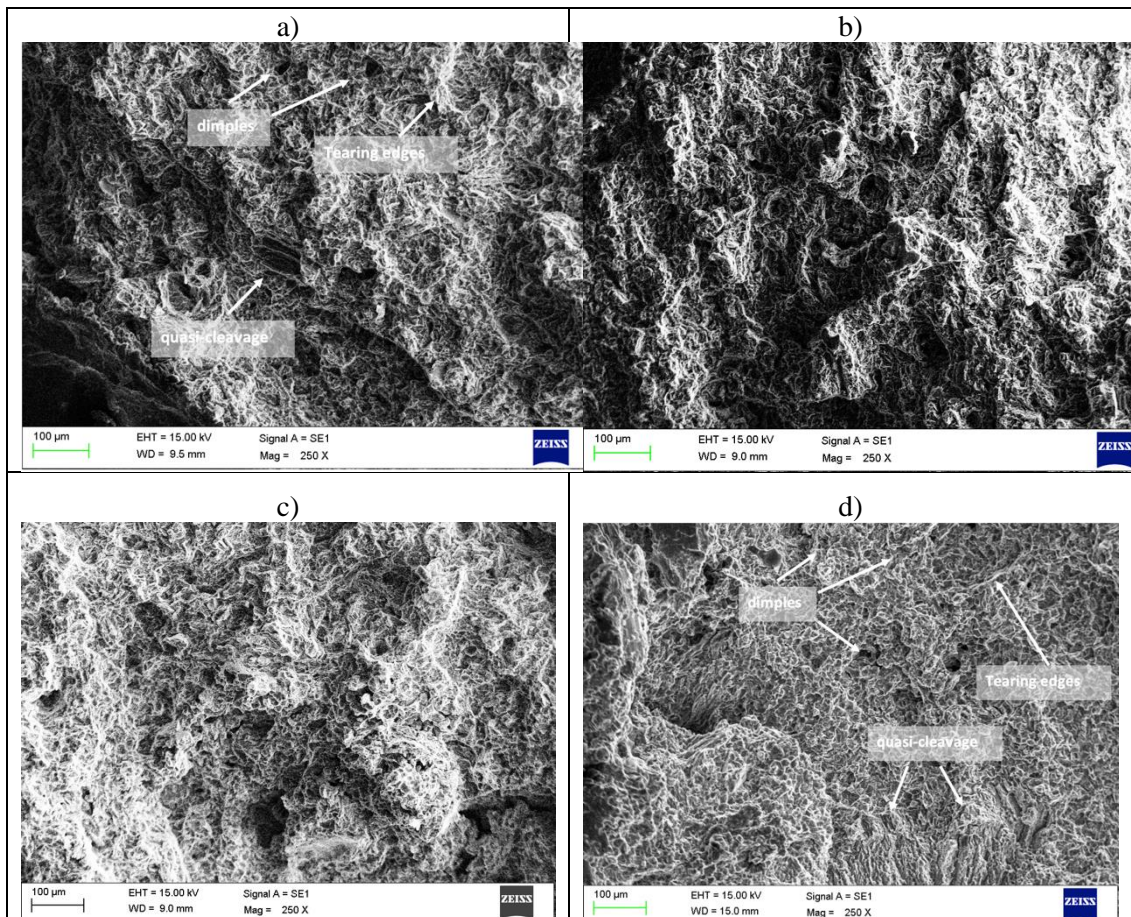 a)
dimples
Tearing edges
quasi-cleavage
100 µm
EHT = 15.00 kV
Signal A = SE1
WD = 9.5 mm
Mag = 250 X
ZEISS
b)
100 µm
EHT = 15.00 kV
Signal A = SE1
WD = 9.0 mm
Mag = 250 X
ZEISS
c)
100 µm
EHT = 15.00 kV
Signal A = SE1
WD = 9.0 mm
Mag = 250 X
ZEISS
d)
dimples
Tearing edges
quasi-cleavage
100 µm
EHT = 15.00 kV
Signal A = SE1
WD = 15.0 mm
Mag = 250 X
ZEISS